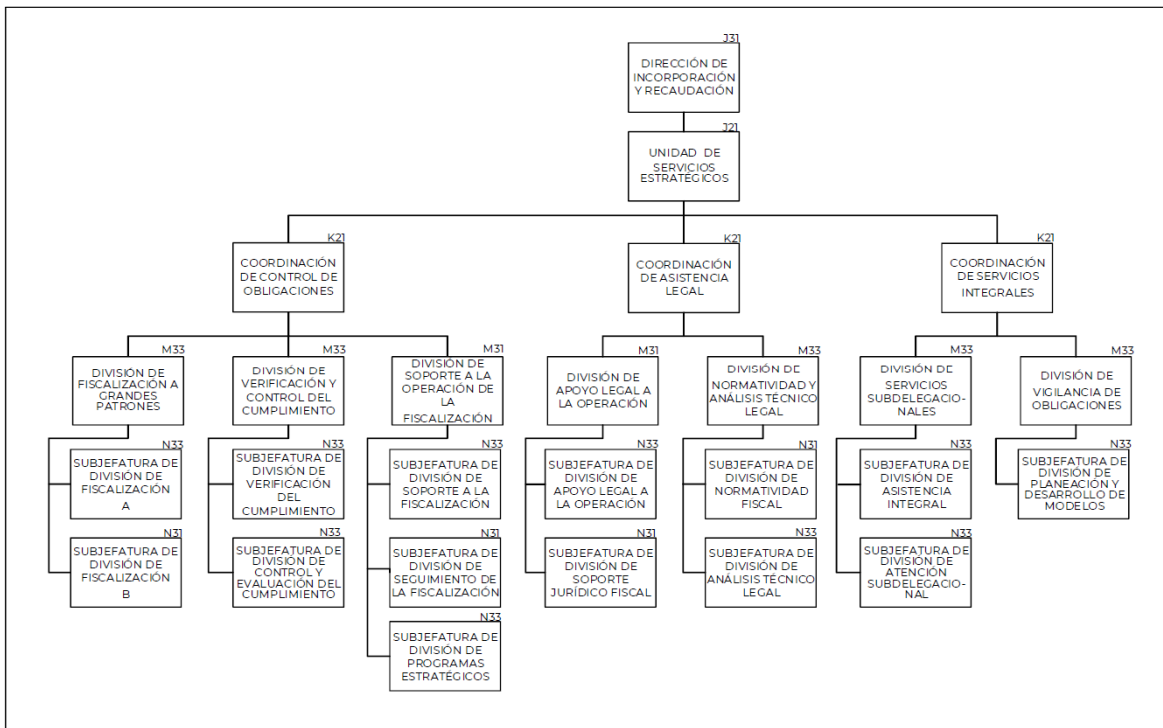 J31
DIRECCIÓN DE
INCORPORACIÓN
Y RECAUDACIÓN
J21
UNIDAD DE
SERVICIOS
ESTRATÉGICOS
K21
COORDINACIÓN
DE CONTROL DE
OBLIGACIONES
K21
COORDINACIÓN
DE ASISTENCIA
LEGAL
K21
COORDINACIÓN
DE SERVICIOS
INTEGRALES
M33
DIVISIÓN DE
FISCALIZACIÓN A
GRANDES
PATRONES
M33
DIVISIÓN DE
VERIFICACIÓN Y
CONTROL DEL
CUMPLIMIENTO
M31
DIVISIÓN DE
SOPORTE A LA
OPERACIÓN DE
LA
FISCALIZACIÓN
M31
DIVISIÓN DE
APOYO LEGAL A
LA OPERACIÓN
M33
DIVISIÓN DE
NORMATIVIDAD Y
ANÁLISIS TÉCNICO
LEGAL
M33
DIVISIÓN DE
SERVICIOS
SUBDELEGACIO-
NALES
M33
DIVISIÓN DE
VIGILANCIA DE
OBLIGACIONES
N33
SUBJEFATURA DE
DIVISIÓN DE
FISCALIZACIÓN
A
N33
SUBJEFATURA DE
DIVISIÓN DE
VERIFICACIÓN
DEL
CUMPLIMIENTO
N33
SUBJEFATURA DE
DIVISIÓN DE
SOPORTE A LA
FISCALIZACIÓN
N33
SUBJEFATURA DE
DIVISIÓN DE
APOYO LEGAL A
LA OPERACIÓN
N31
SUBJEFATURA DE
DIVISIÓN DE
NORMATIVIDAD
FISCAL
N33
SUBJEFATURA DE
DIVISIÓN DE
ASISTENCIA
INTEGRAL
N33
SUBJEFATURA DE
DIVISIÓN DE
PLANEACIÓN Y
DESARROLLO DE
MODELOS
N31
SUBJEFATURA DE
DIVISIÓN DE
FISCALIZACIÓN
B
N33
SUBJEFATURA DE
DIVISIÓN DE
CONTROL Y
EVALUACIÓN DEL
CUMPLIMIENTO
N31
SUBJEFATURA DE
DIVISIÓN DE
SEGUIMIENTO DE
LA FISCALIZACIÓN
N31
SUBJEFATURA DE
DIVISIÓN DE
SOPORTE
JURÍDICO FISCAL
N33
SUBJEFATURA DE
DIVISIÓN DE
ANÁLISIS TÉCNICO
LEGAL
N33
SUBJEFATURA DE
DIVISIÓN DE
ATENCIÓN
SUBDELEGACIO-
NAL
N33
SUBJEFATURA DE
DIVISIÓN DE
PROGRAMAS
ESTRATÉGICOS